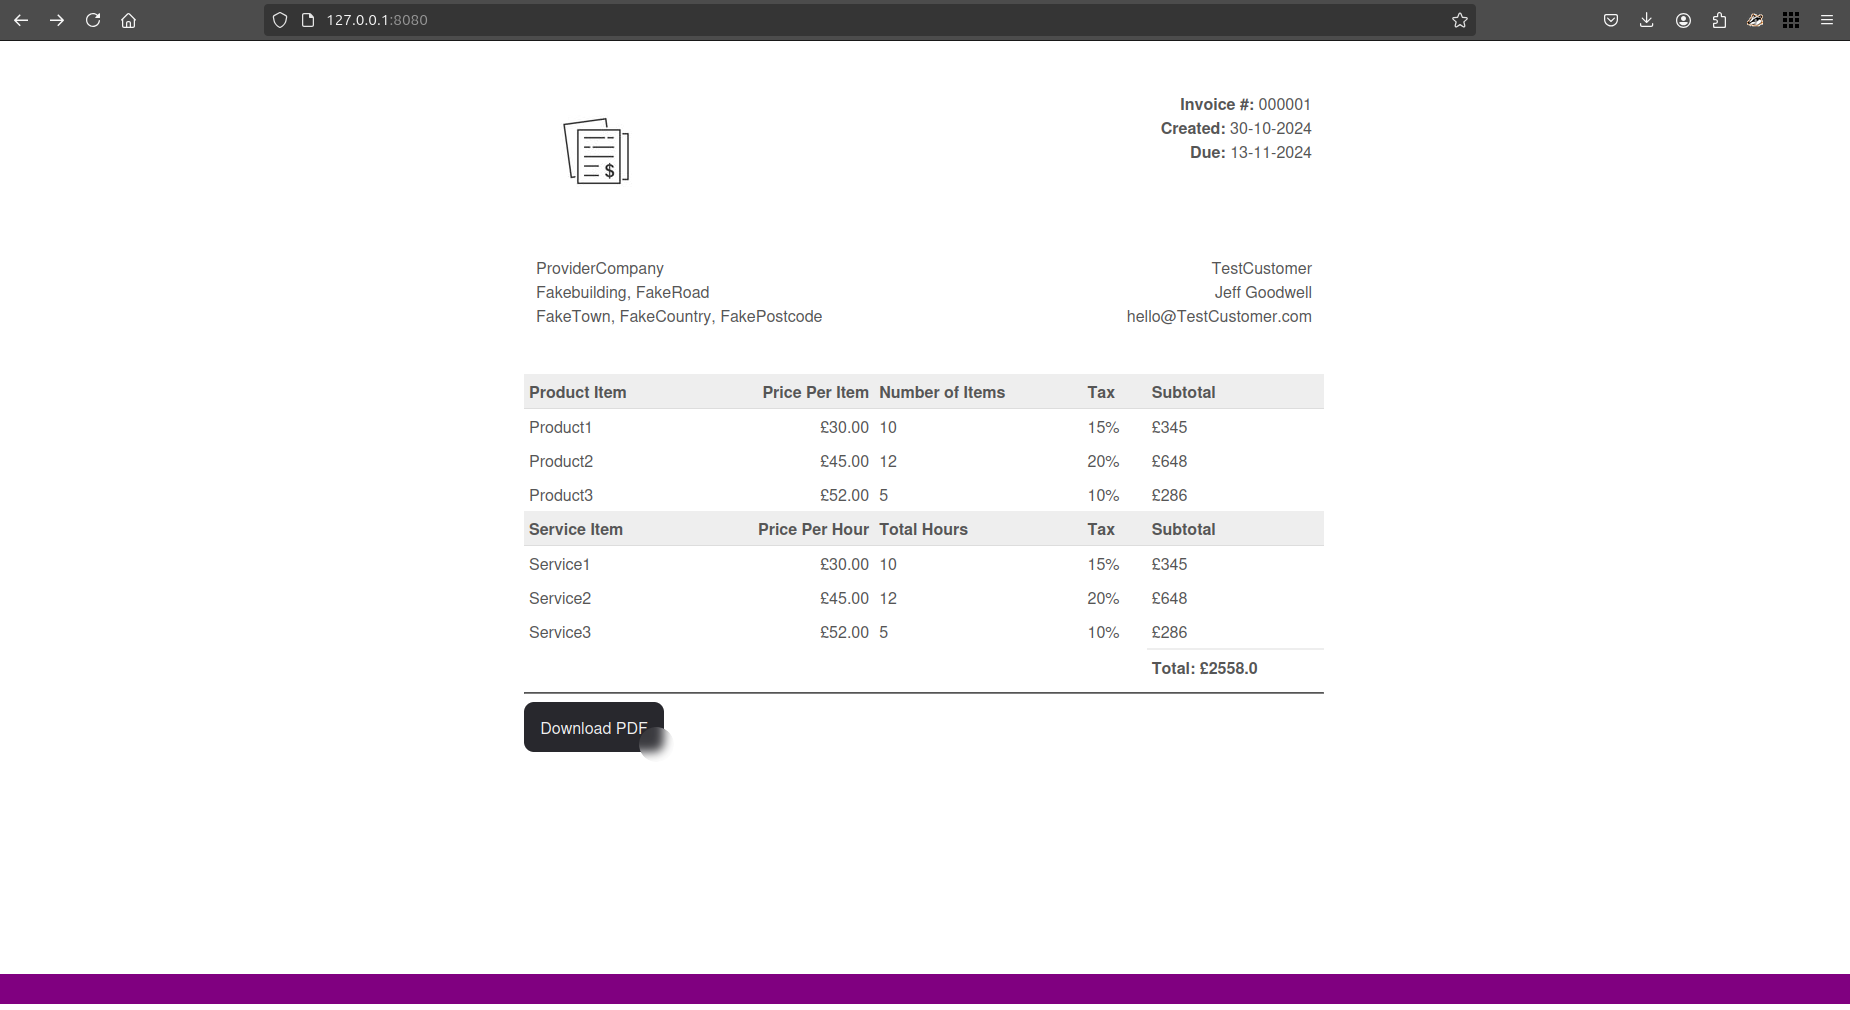 127.0.0.1:8080
Invoice #: 000001
Created: 30-10-2024
Due: 13-11-2024
$
ProviderCompany
Fakebuilding, FakeRoad
FakeTown, FakeCountry, FakePostcode
TestCustomer
Jeff Goodwell
hello@TestCustomer.com
Product Item Price Per Item Number of Items Tax Subtotal
Product1 £30.00 10 15% £345
Product2 £45.00 12 20% £648
Product3 £52.00 5 10% £286
Service Item Price Per Hour Total Hours Tax Subtotal
Service1 £30.00 10 15% £345
Service2 £45.00 12 20% £648
Service3 £52.00 5 10% £286
Total: £2558.0
Download PDF